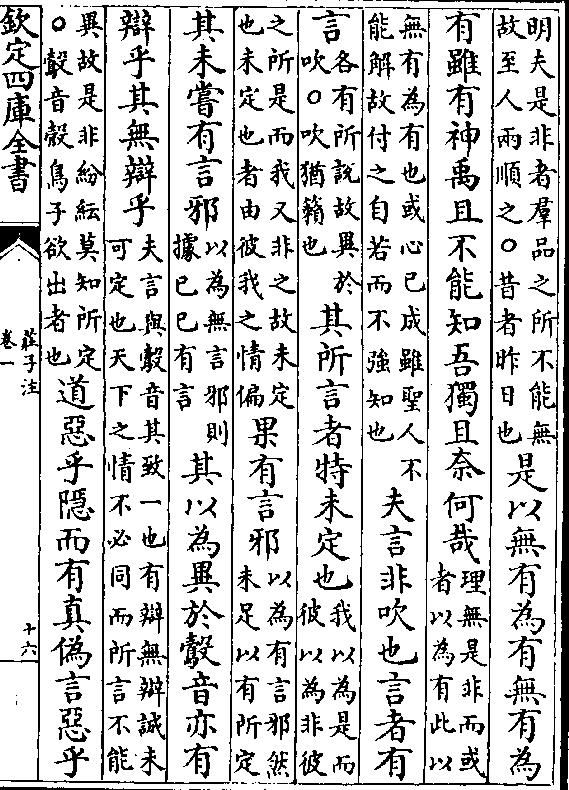 明夫是非者羣品之所不能無
故至人兩順之○昔者昨日也
是以無有為有無有為
有雖有神禹且不能知吾獨且奈何哉
理無是非而或
者以為有此以
無有為有也或心已成雖聖人不
能解故付之自若而不強知也
夫言非吹也言者有
言
各有所說故異於
吹○吹猶籟也
其所言者特未定也
我以為是而
彼以為非彼
之所是而我又非之故未定
也未定也者由彼我之情偏
果有言邪
以為有言邪然
未足以有所定
其未嘗有言邪
以為無言邪則
據已已有言
其以為異於鷇音亦有
辯乎其無辯乎
夫言與鷇音其致一也有辯無辯誠未
可定也天下之情不必同而所言不能
異故是非紛紜莫知所定
○鷇音殻鳥子欲出者也
道惡乎隱而有真偽言惡乎
欽定四庫全書
莊子注
卷一
十六